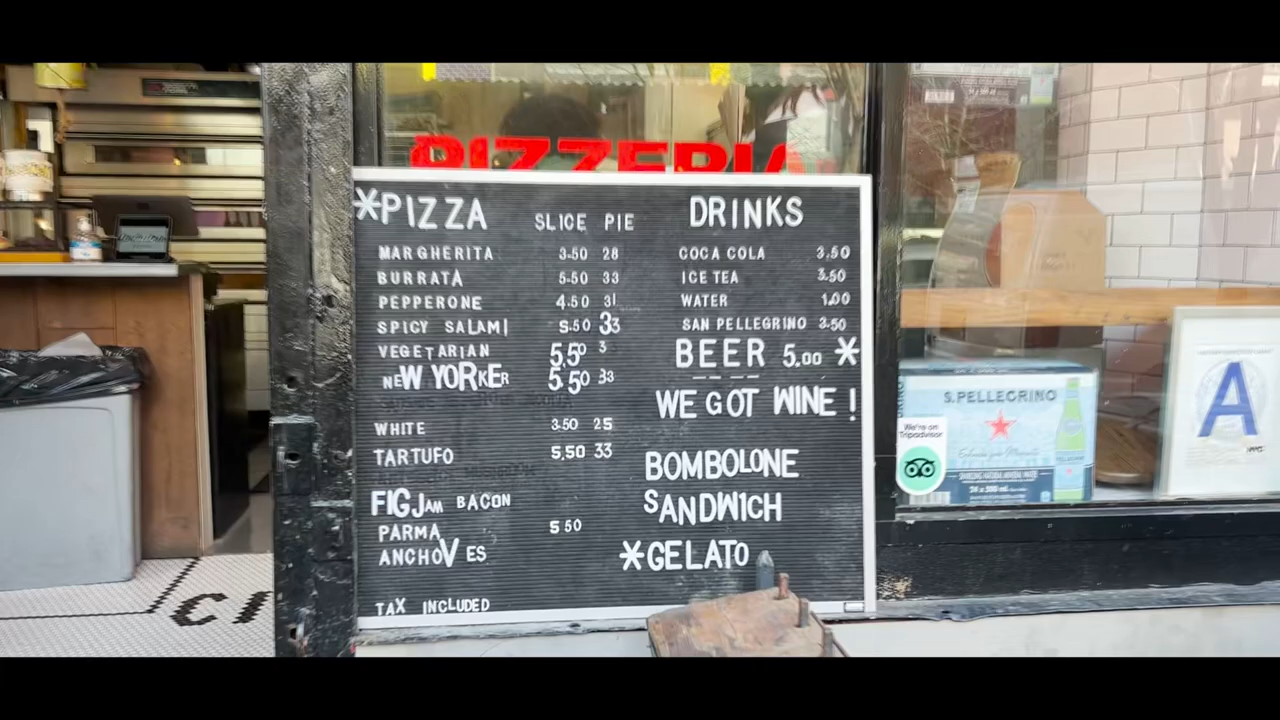 PIZZERIA
*PIZZA SLICE PIE
MARGHERITA 3.50 28
BURRATA 5.50 33
PEPPERONE 4.50 31
SPICY SALAMI 5.50 33
VEGETARIAN 5.50 3
NEW YORKER 5.50 33
WHITE 3.50 25
TARTUFO 5.50 33
FIGJAM BACON
PARMA 5.50
ANCHOVIES
TAX INCLUDED
DRINKS
COCA COLA 3.50
ICE TEA 3.50
WATER 1.00
SAN PELLEGRINO 3.50
BEER 5.00 *
WE GOT WINE !
BOMBOLONE
SANDWICH
*GELATO
S.PELLEGRINO
We're on
Tripadvisor
A
CI